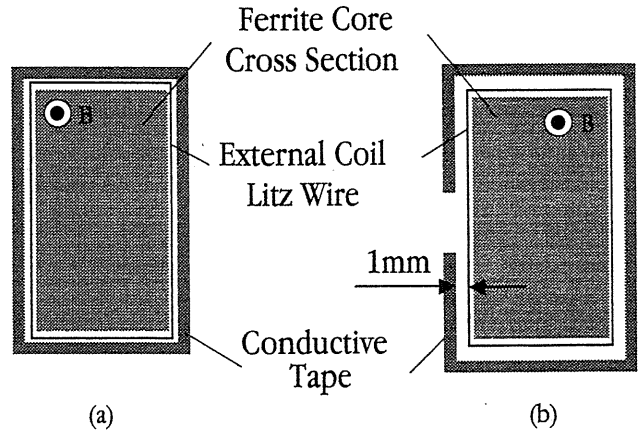 Ferrite Core
Cross Section
B
B
External Coil
Litz Wire
1mm
Conductive
Tape
(a)
(b)